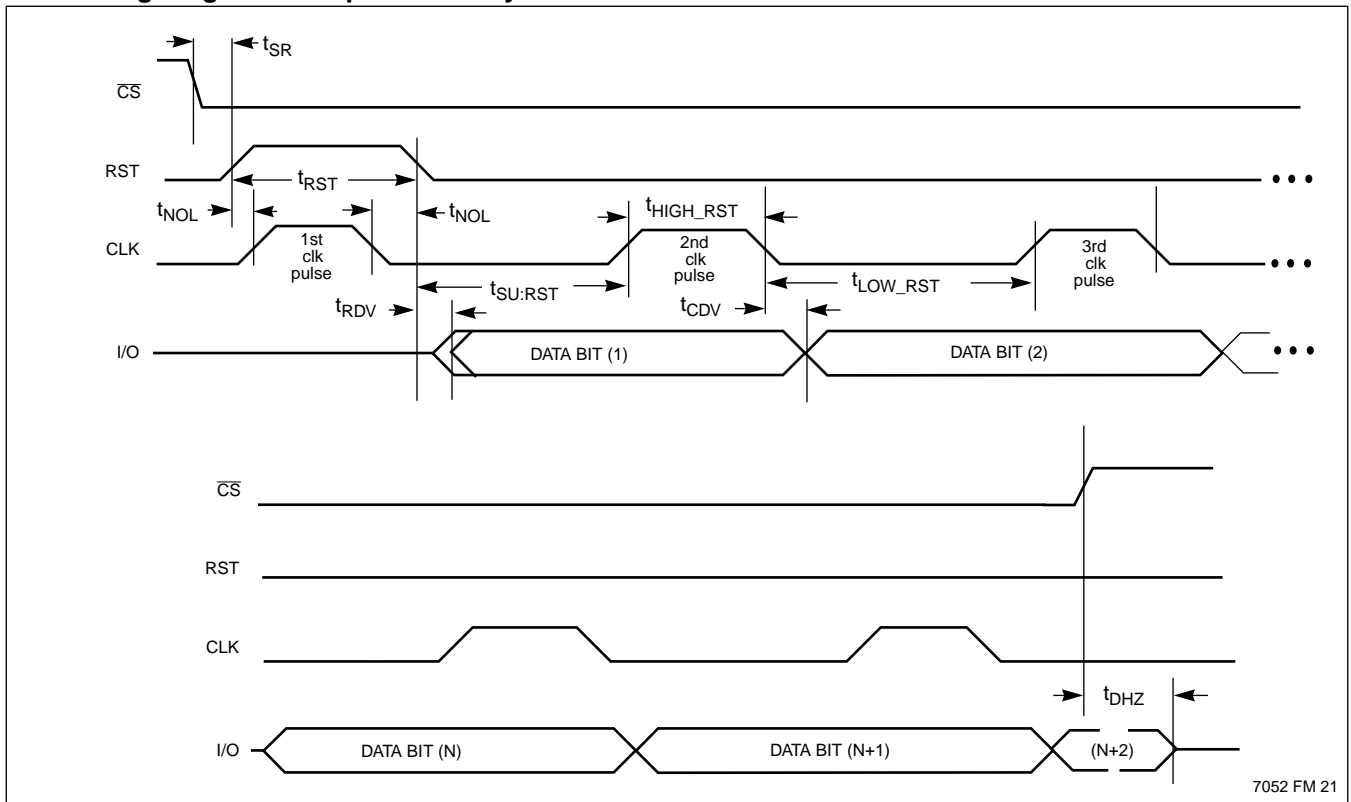 t_SR
CS
RST
t_RST
t_NOL
t_NOL
t_HIGH_RST
CLK
1st
clk
pulse
2nd
clk
pulse
3rd
clk
pulse
t_SU:RST
t_LOW_RST
t_RDV
t_CDV
I/O
DATA BIT (1)
DATA BIT (2)
CS
RST
CLK
t_DHZ
I/O
DATA BIT (N)
DATA BIT (N+1)
(N+2)
7052 FM 21